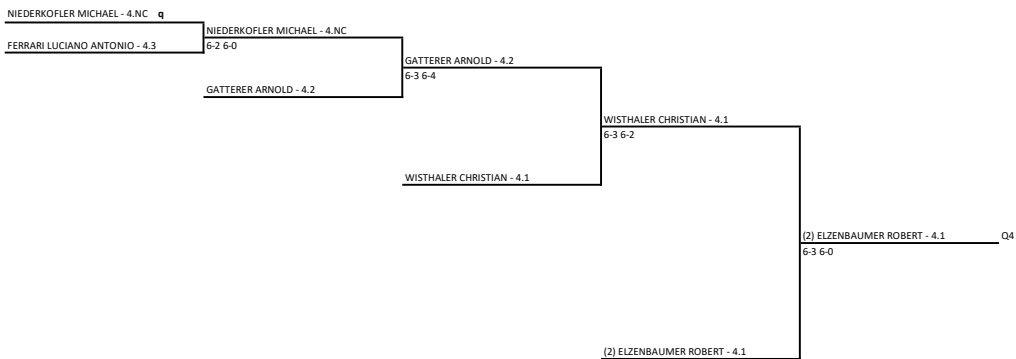 NIEDERKOFLER MICHAEL - 4.NC q
NIEDERKOFLER MICHAEL - 4.NC
FERRARI LUCIANO ANTONIO - 4.3
6-2 6-0
GATTERER ARNOLD - 4.2
6-3 6-4
GATTERER ARNOLD - 4.2
WISTHALER CHRISTIAN - 4.1
6-3 6-2
WISTHALER CHRISTIAN - 4.1
(2) ELZENBAUMER ROBERT - 4.1 Q4
6-3 6-0
(2) ELZENBAUMER ROBERT - 4.1